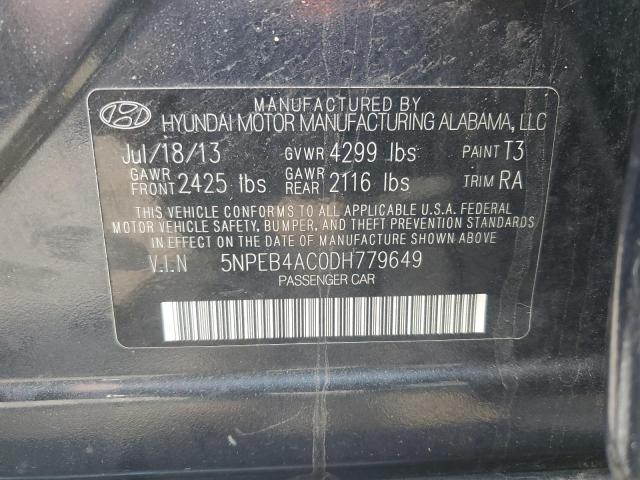 MANUFACTURED BY
HYUNDAI MOTOR MANUFACTURING ALABAMA, LLC
Jul/18/13 GVWR 4299 lbs PAINT T3
GAWR FRONT 2425 lbs GAWR REAR 2116 lbs TRIM RA
THIS VEHICLE CONFORMS TO ALL APPLICABLE U.S.A. FEDERAL
MOTOR VEHICLE SAFETY, BUMPER, AND THEFT PREVENTION
STANDARDS IN EFFECT ON THE DATE OF MANUFACTURE SHOWN ABOVE.
V.I.N 5NPEB4AC0DH779649
PASSENGER CAR